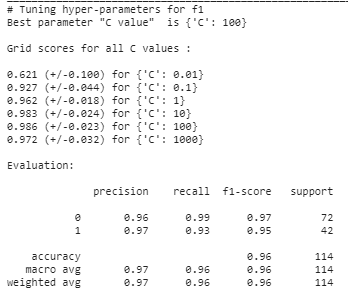 # Tuning hyper-parameters for f1
Best parameter "C value"  is {'C': 100}
Grid scores for all C values :
0.621 (+/-0.100) for {'C': 0.01}
0.927 (+/-0.044) for {'C': 0.1}
0.962 (+/-0.018) for {'C': 1}
0.983 (+/-0.024) for {'C': 10}
0.986 (+/-0.023) for {'C': 100}
0.972 (+/-0.032) for {'C': 1000}
Evaluation:
precision recall f1-score support
0 0.96 0.99 0.97 72
1 0.97 0.93 0.95 42
accuracy 0.96 114
macro avg 0.97 0.96 0.96 114
weighted avg 0.97 0.96 0.96 114